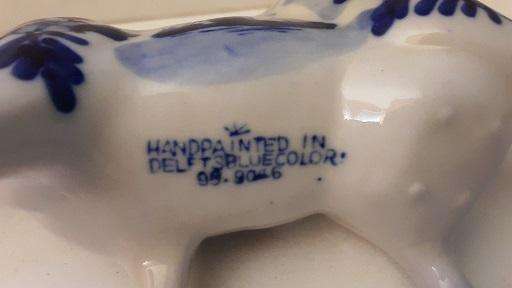 HANDPAINTED IN
DELFTSBLUECOLOR.